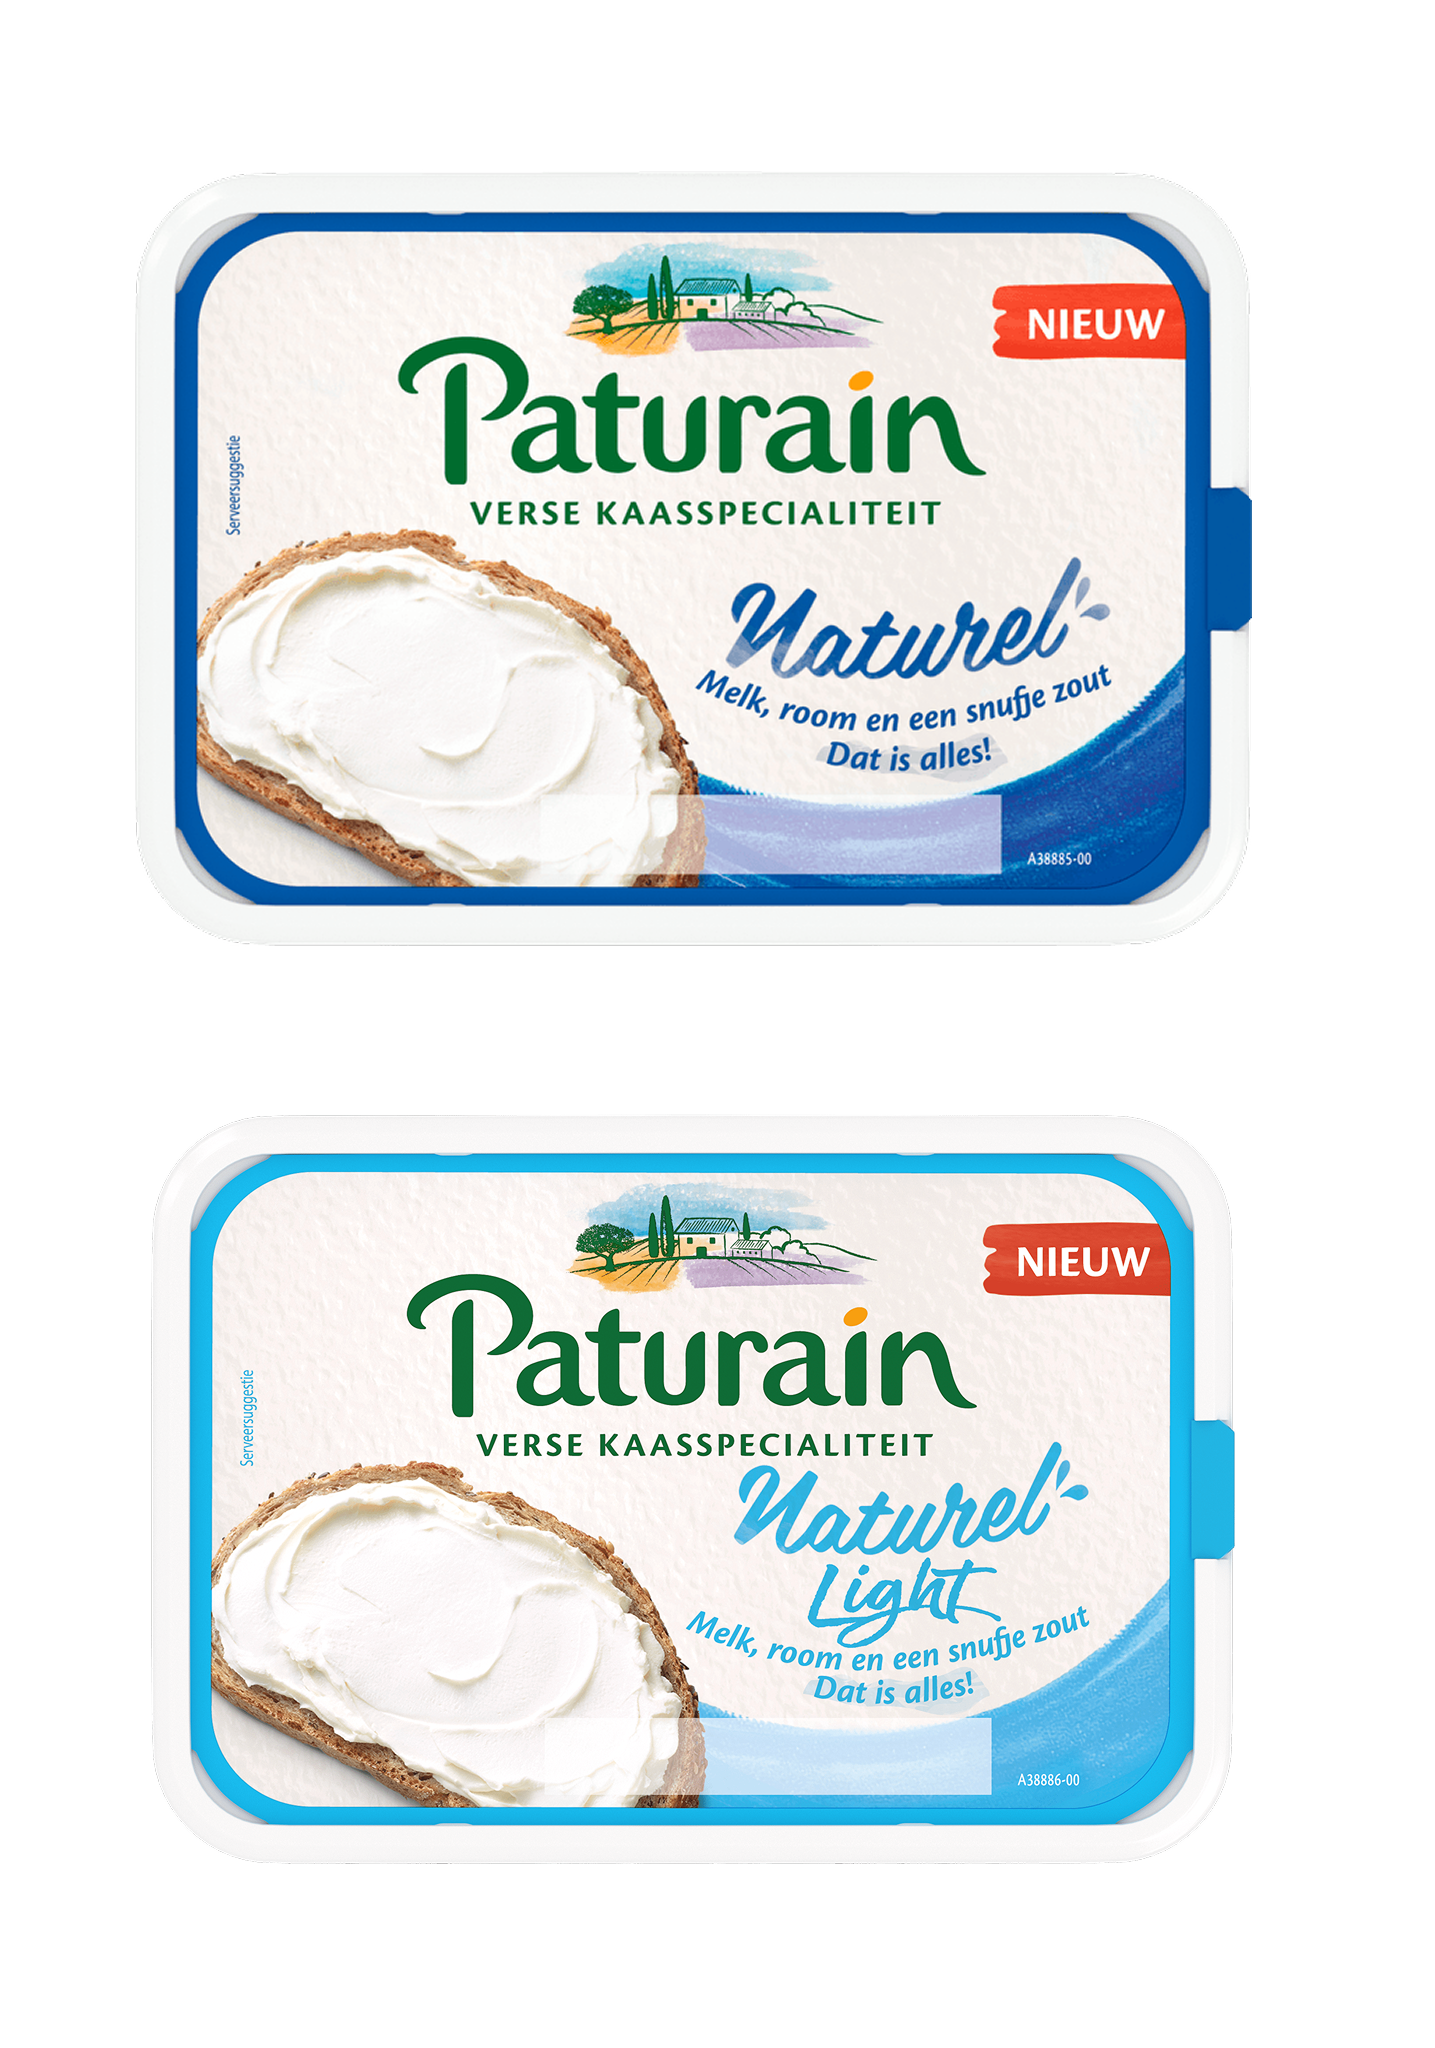 NIEUW
Paturain
VERSE KAASSPECIALITEIT
Serveersuggestie
Naturel
Melk, room en een snufje zout
Dat is alles!
A38885-00
NIEUW
Paturain
VERSE KAASSPECIALITEIT
Serveersuggestie
Naturel
Light
Melk, room en een snufje zout
Dat is alles!
A38886-00